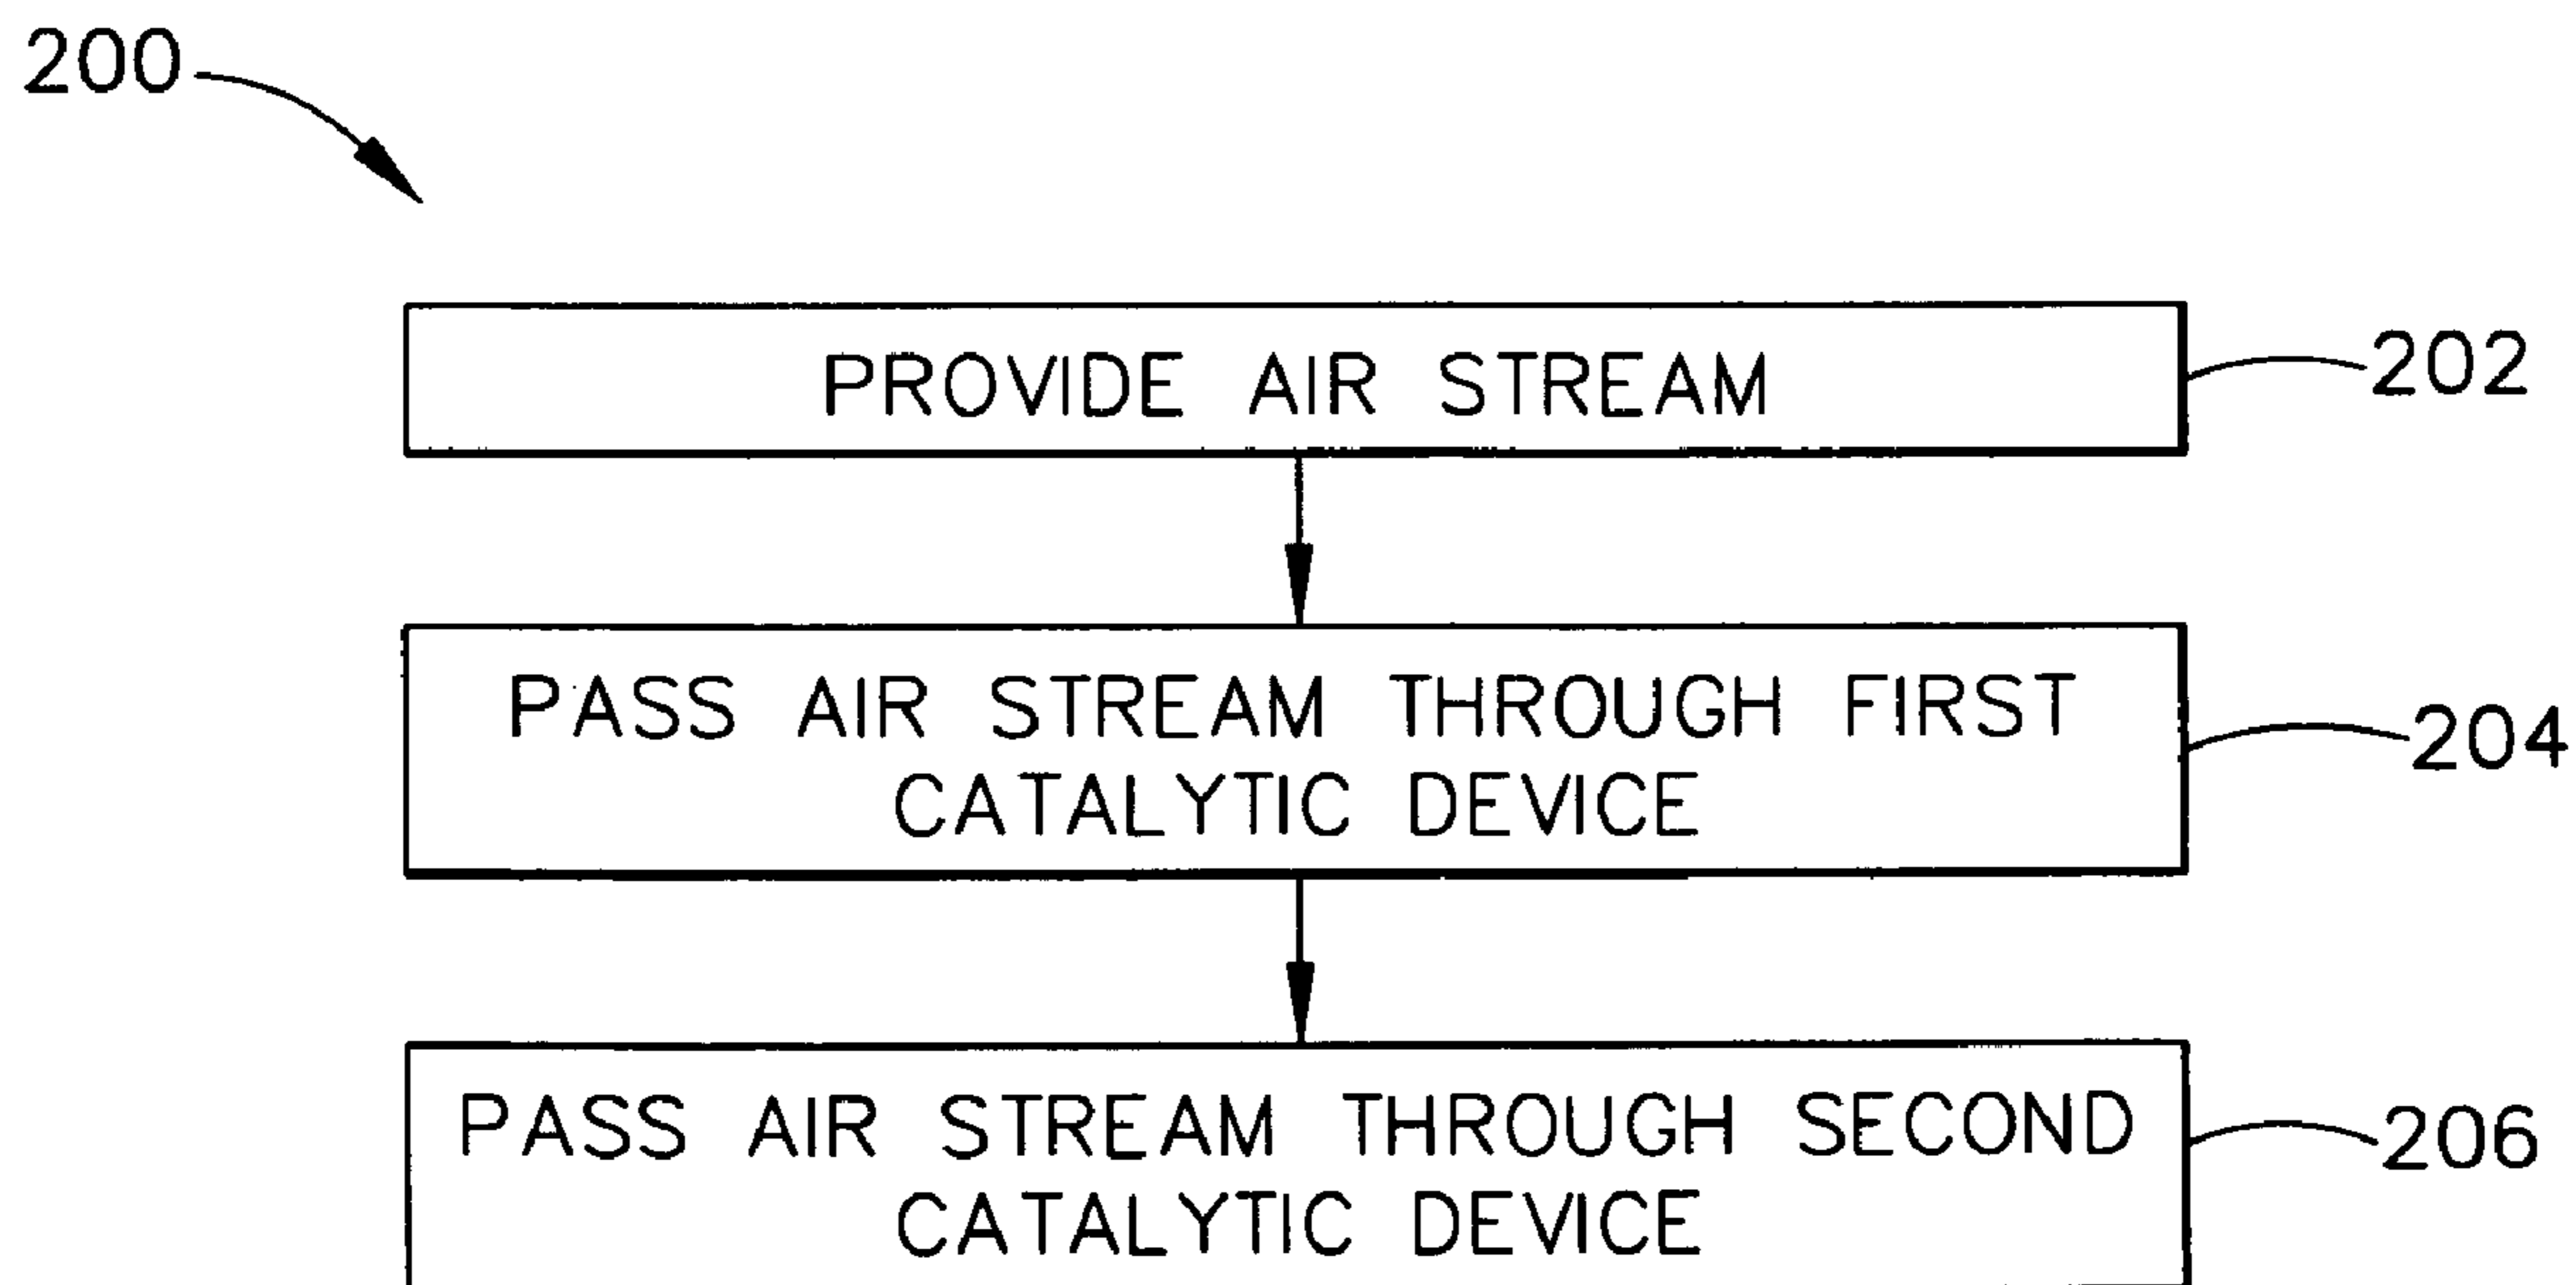 200
PROVIDE AIR STREAM
202
PASS AIR STREAM THROUGH FIRST
CATALYTIC DEVICE
204
PASS AIR STREAM THROUGH SECOND
CATALYTIC DEVICE
206